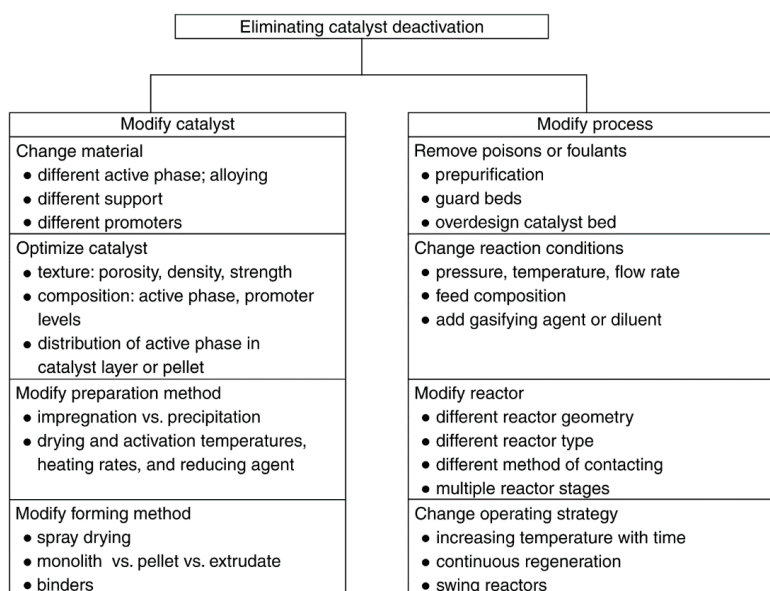 Eliminating catalyst deactivation
Modify catalyst
Change material
• different active phase; alloying
• different support
• different promoters
Optimize catalyst
• texture: porosity, density, strength
• composition: active phase, promoter
levels
• distribution of active phase in
catalyst layer or pellet
Modify preparation method
• impregnation vs. precipitation
• drying and activation temperatures,
heating rates, and reducing agent
Modify forming method
• spray drying
• monolith vs. pellet vs. extrudate
• binders
Modify process
Remove poisons or foulants
• prepurification
• guard beds
• overdesign catalyst bed
Change reaction conditions
• pressure, temperature, flow rate
• feed composition
• add gasifying agent or diluent
Modify reactor
• different reactor geometry
• different reactor type
• different method of contacting
• multiple reactor stages
Change operating strategy
• increasing temperature with time
• continuous regeneration
• swing reactors